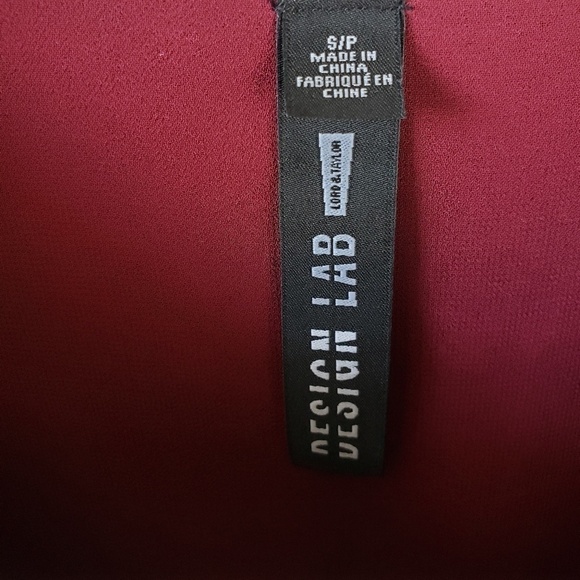 S/P
MADE IN
CHINA
FABRIQUÉ EN
CHINE
LORD & TAYLOR
DESIGN LAB
DESIGN LAB